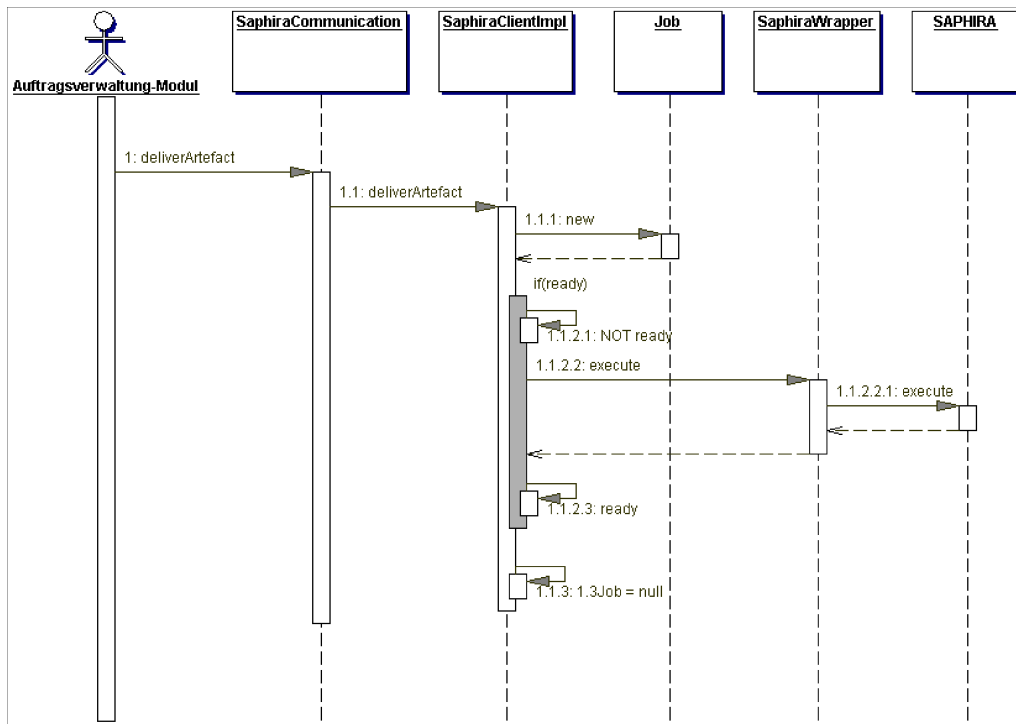 SaphiraCommunication
SaphiraClientImpl
Job
SaphiraWrapper
SAPHIRA
Auftragsverwaltung-Modul
1: deliverArtefact
1.1: deliverArtefact
1.1.1: new
if(ready)
1.1.2.1: NOT ready
1.1.2.2: execute
1.1.2.2.1: execute
1.1.2.3: ready
1.1.3: 1.3Job = null